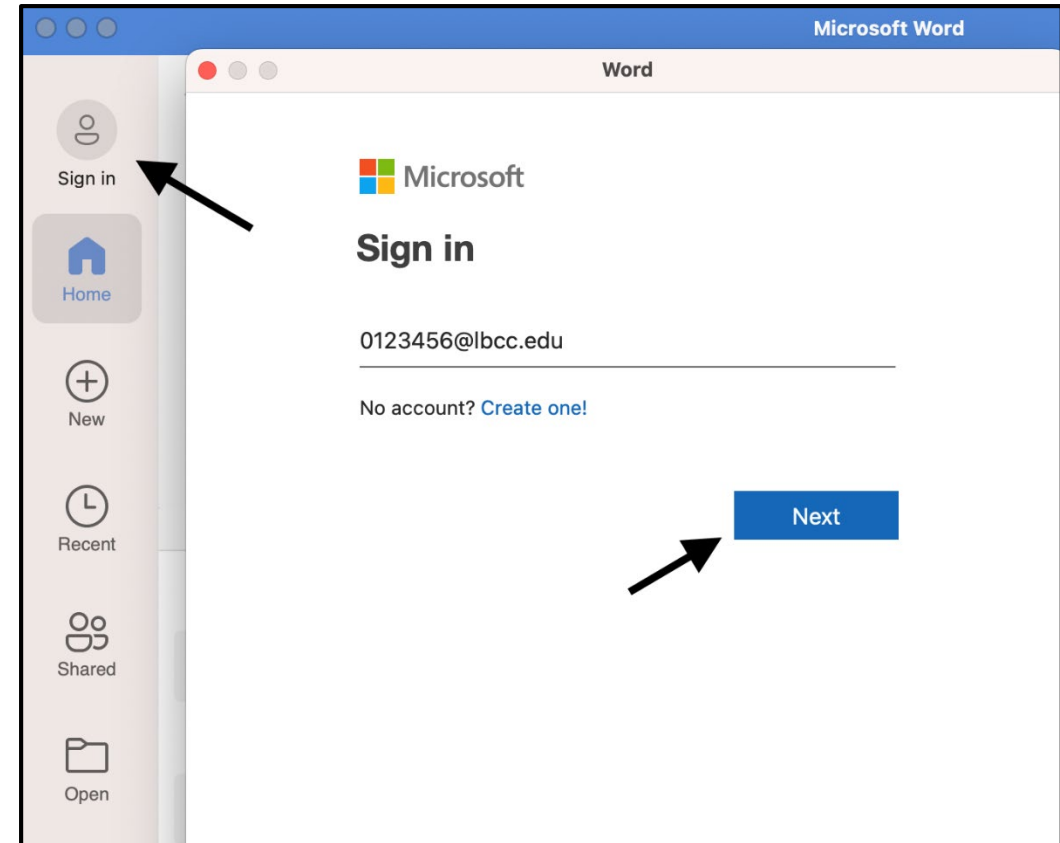 Microsoft Word
Word
Sign in
Home
New
Recent
Shared
Open
Microsoft
Sign in
0123456@lbcc.edu
No account? Create one!
Next